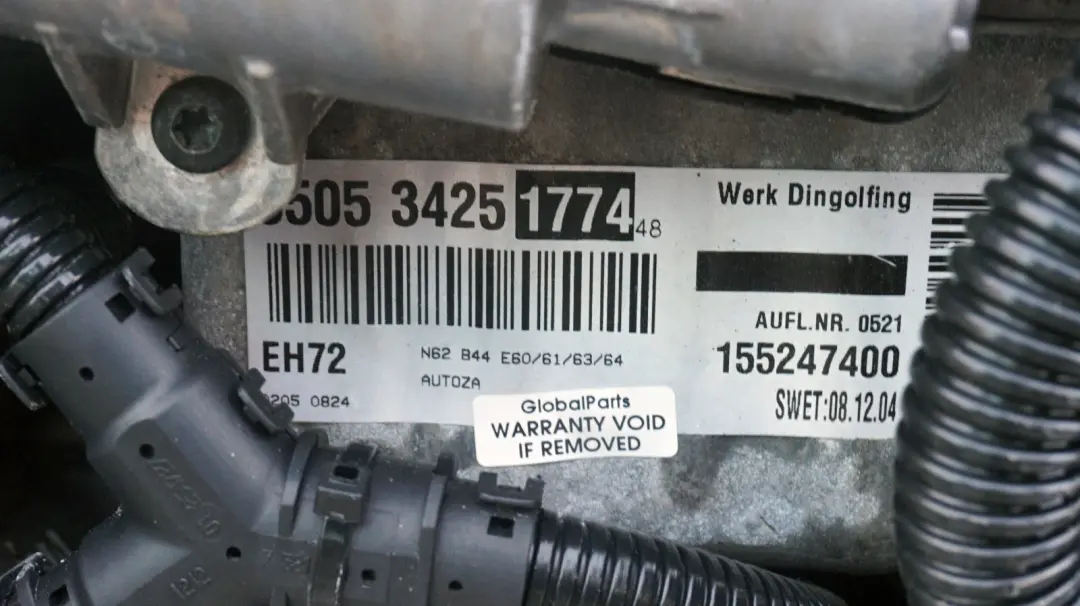 505 3425 1774 48
Werk Dingolfing
AUFL.NR. 0521
EH72
N62 B44 E60/61/63/64
155247400
AUTOZA
0205 0824
SWET:08.12.04
GlobalParts
WARRANTY VOID
IF REMOVED